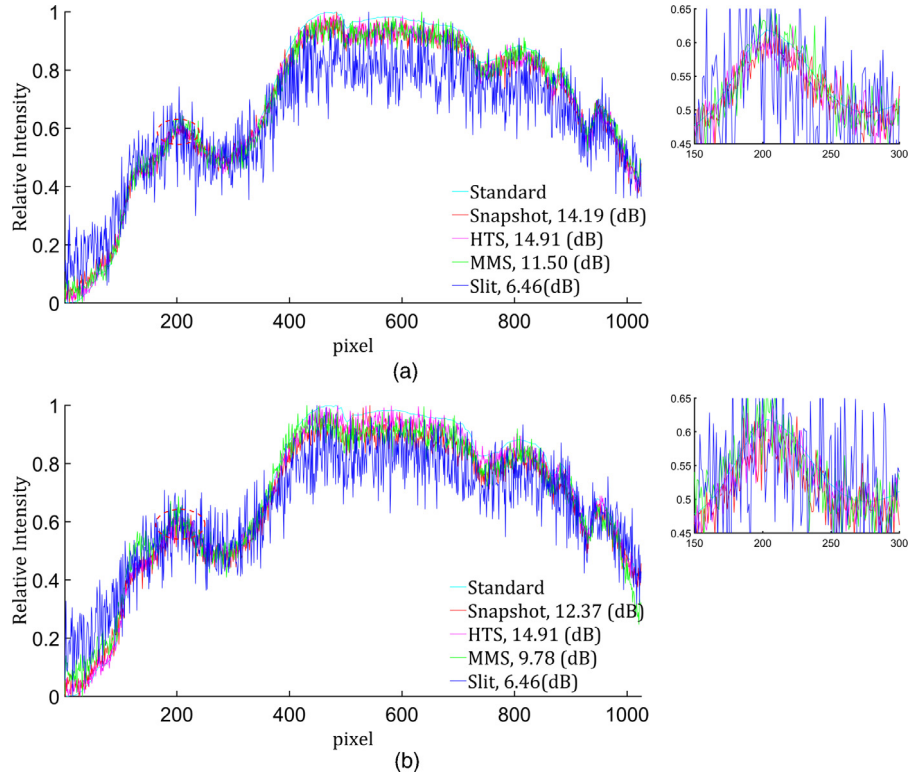 1
0.8
0.6
0.4
0.2
0
Relative Intensity
200 400 600 800 1000
pixel
Standard
Snapshot, 14.19 (dB)
HTS, 14.91 (dB)
MMS, 11.50 (dB)
Slit, 6.46(dB)
0.65
0.6
0.55
0.5
0.45
150 200 250 300
(a)
1
0.8
0.6
0.4
0.2
0
Relative Intensity
200 400 600 800 1000
pixel
Standard
Snapshot, 12.37 (dB)
HTS, 14.91 (dB)
MMS, 9.78 (dB)
Slit, 6.46(dB)
0.65
0.6
0.55
0.5
0.45
150 200 250 300
(b)